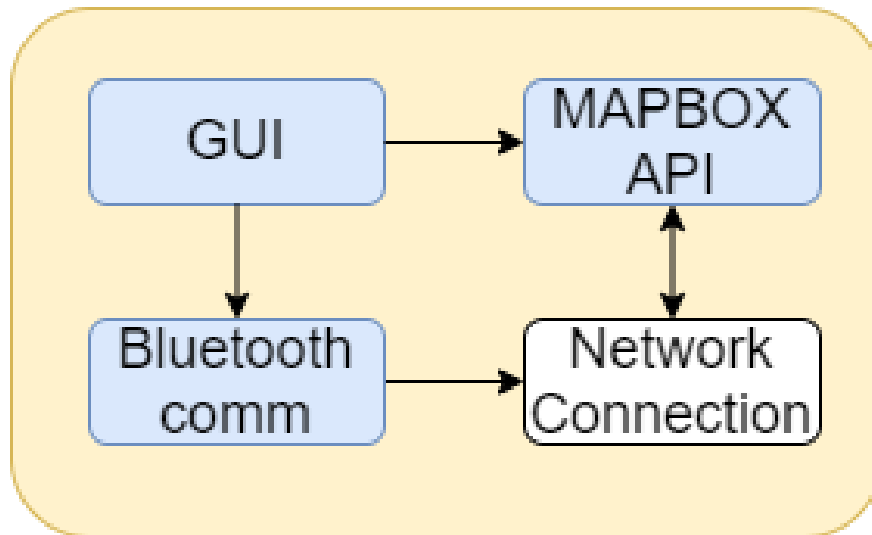 GUI
MAPBOX
API
Bluetooth
comm
Network
Connection